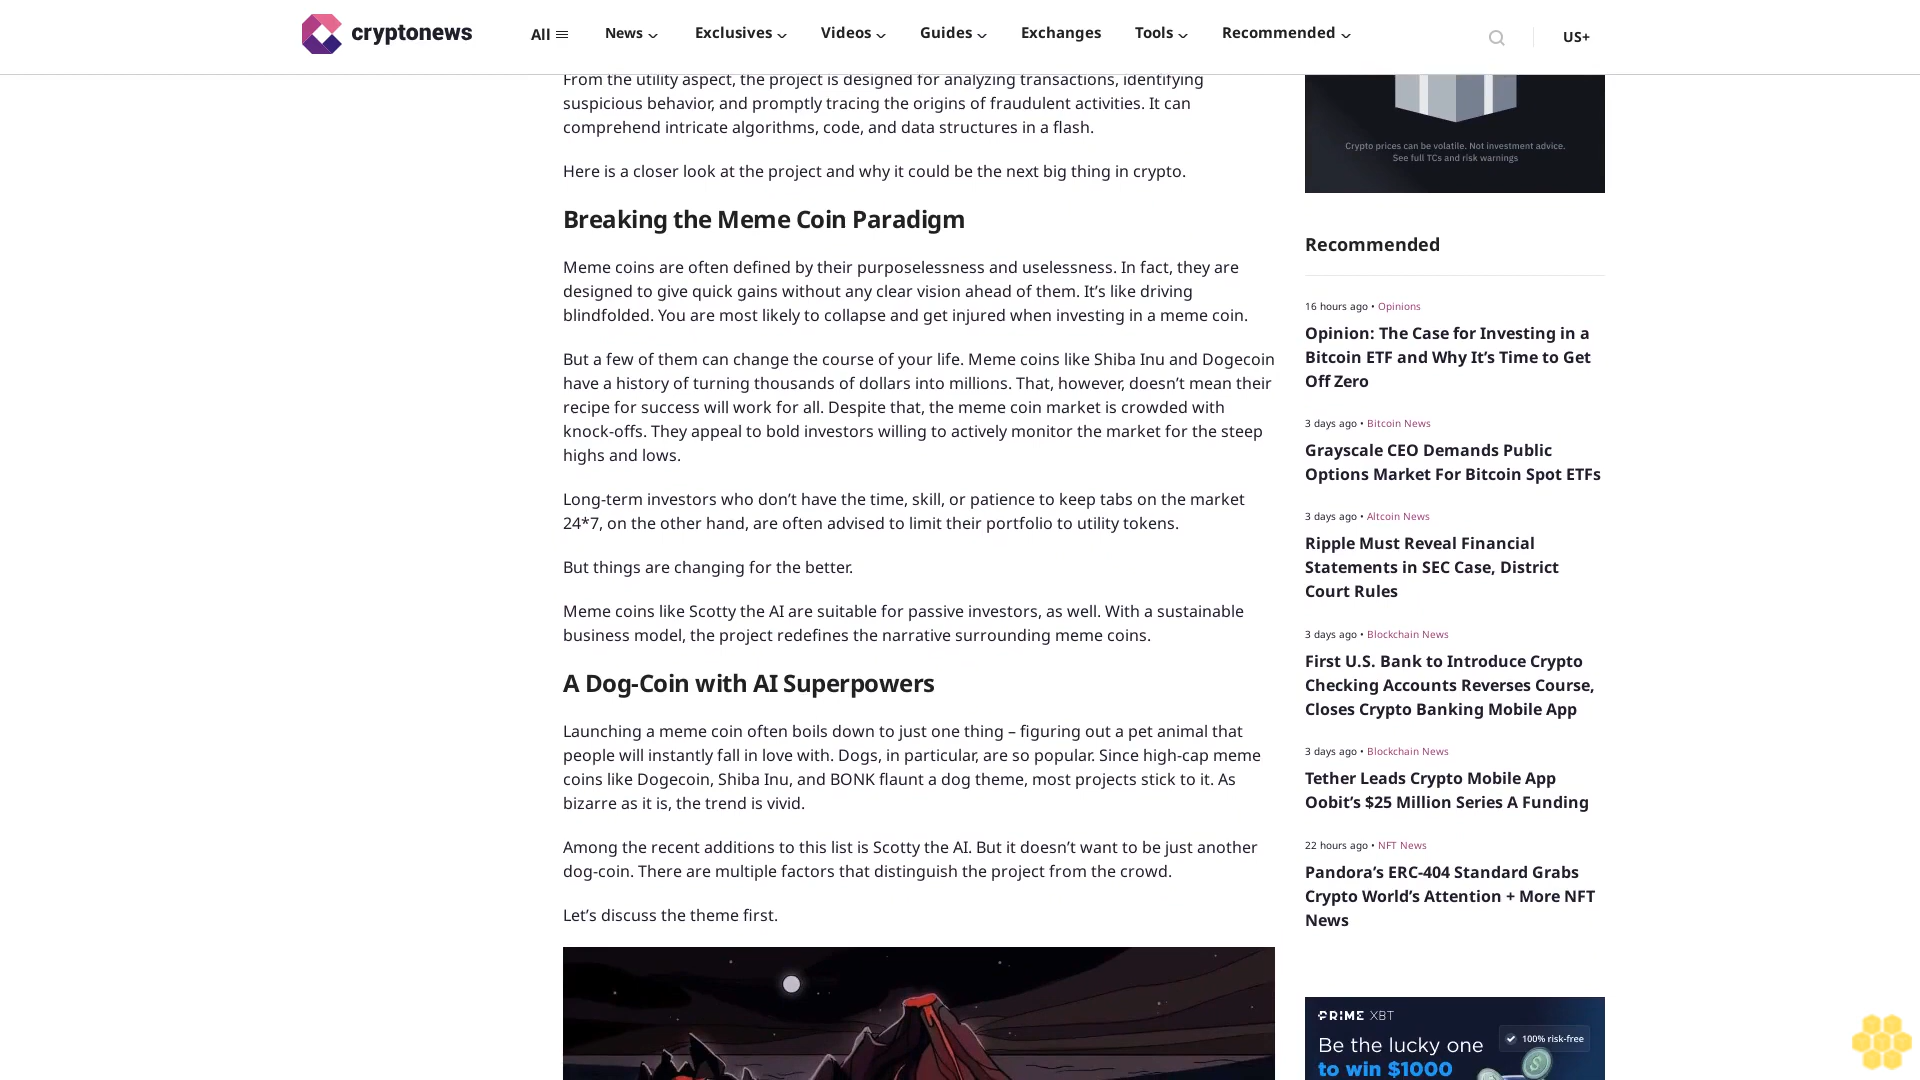 cryptonews
All
News
Exclusives
Videos
Guides
Exchanges
Tools
Recommended
US+
From the utility aspect, the project is designed for analyzing transactions, identifying
suspicious behavior, and promptly tracing the origins of fraudulent activities. It can
comprehend intricate algorithms, code, and data structures in a flash.
Here is a closer look at the project and why it could be the next big thing in crypto.
Breaking the Meme Coin Paradigm
Meme coins are often defined by their purposelessness and uselessness. In fact, they are
designed to give quick gains without any clear vision ahead of them. It’s like driving
blindfolded. You are most likely to collapse and get injured when investing in a meme coin.
But a few of them can change the course of your life. Meme coins like Shiba Inu and Dogecoin
have a history of turning thousands of dollars into millions. That, however, doesn’t mean their
recipe for success will work for all. Despite that, the meme coin market is crowded with
knock-offs. They appeal to bold investors willing to actively monitor the market for the steep
highs and lows.
Long-term investors who don’t have the time, skill, or patience to keep tabs on the market
24*7, on the other hand, are often advised to limit their portfolio to utility tokens.
But things are changing for the better.
Meme coins like Scotty the AI are suitable for passive investors, as well. With a sustainable
business model, the project redefines the narrative surrounding meme coins.
A Dog-Coin with AI Superpowers
Launching a meme coin often boils down to just one thing – figuring out a pet animal that
people will instantly fall in love with. Dogs, in particular, are so popular. Since high-cap meme
coins like Dogecoin, Shiba Inu, and BONK flaunt a dog theme, most projects stick to it. As
bizarre as it is, the trend is vivid.
Among the recent additions to this list is Scotty the AI. But it doesn’t want to be just another
dog-coin. There are multiple factors that distinguish the project from the crowd.
Let’s discuss the theme first.
Crypto prices can be volatile. Not investment advice.
See full TCs and risk warnings
Recommended
16 hours ago • Opinions
Opinion: The Case for Investing in a
Bitcoin ETF and Why It’s Time to Get
Off Zero
3 days ago • Bitcoin News
Grayscale CEO Demands Public
Options Market For Bitcoin Spot ETFs
3 days ago • Altcoin News
Ripple Must Reveal Financial
Statements in SEC Case, District
Court Rules
3 days ago • Blockchain News
First U.S. Bank to Introduce Crypto
Checking Accounts Reverses Course,
Closes Crypto Banking Mobile App
3 days ago • Blockchain News
Tether Leads Crypto Mobile App
Oobit’s $25 Million Series A Funding
22 hours ago • NFT News
Pandora’s ERC-404 Standard Grabs
Crypto World’s Attention + More NFT
News
PRIME XBT
100% risk-free
Be the lucky one
to win $1000